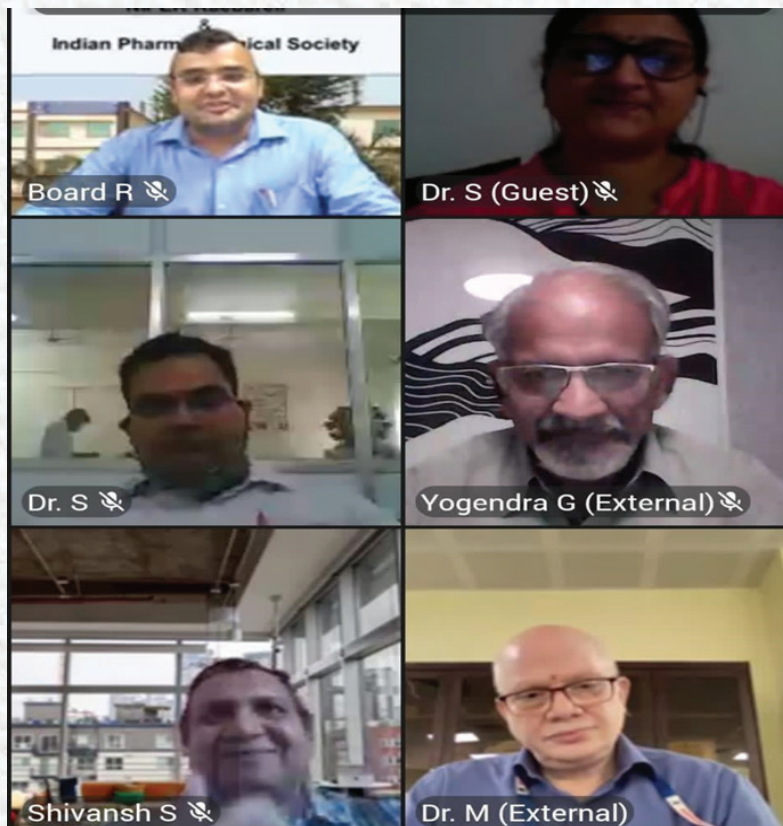 &
Indian Pharm ical Society
Board R
Dr. S (Guest)
Dr. S
Yogendra G (External)
Shivansh S
Dr. M (External)